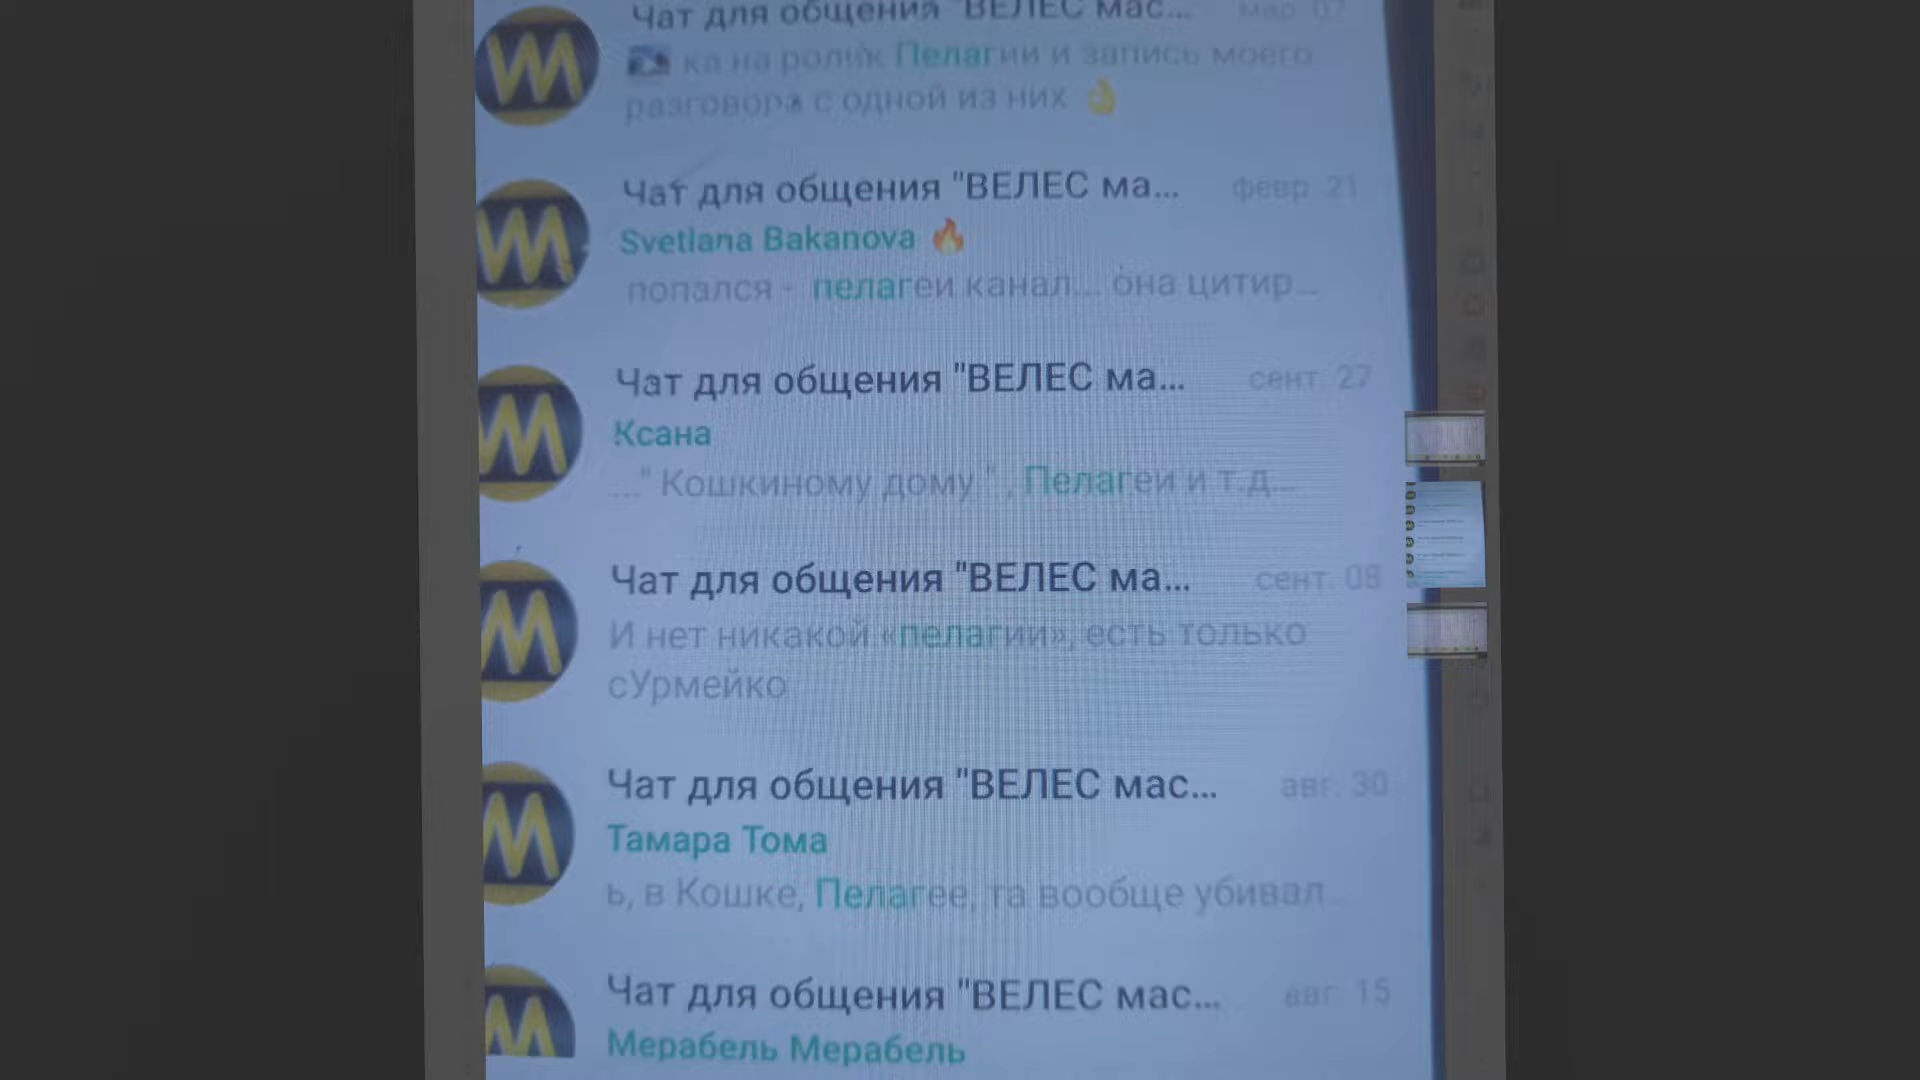 Чат для общения "ВЕЛЕС мас... мар. 07
ка на ролик Пелагии и запись моего
разговора с одной из них 👌
Чат для общения "ВЕЛЕС ма... февр. 21
Svetlana Bakanova 🔥
попался - пелагеи канал... она цитир...
Чат для общения "ВЕЛЕС ма... сент. 27
Ксана
..." Кошкиному дому " , Пелагеи и т.д...
Чат для общения "ВЕЛЕС ма... сент. 08
И нет никакой «пелагии», есть только
сУрмейко
Чат для общения "ВЕЛЕС мас... авг. 30
Тамара Тома
ь, в Кошке, Пелагее, та вообще убивал...
Чат для общения "ВЕЛЕС мас... авг. 15
Мерабель Мерабель